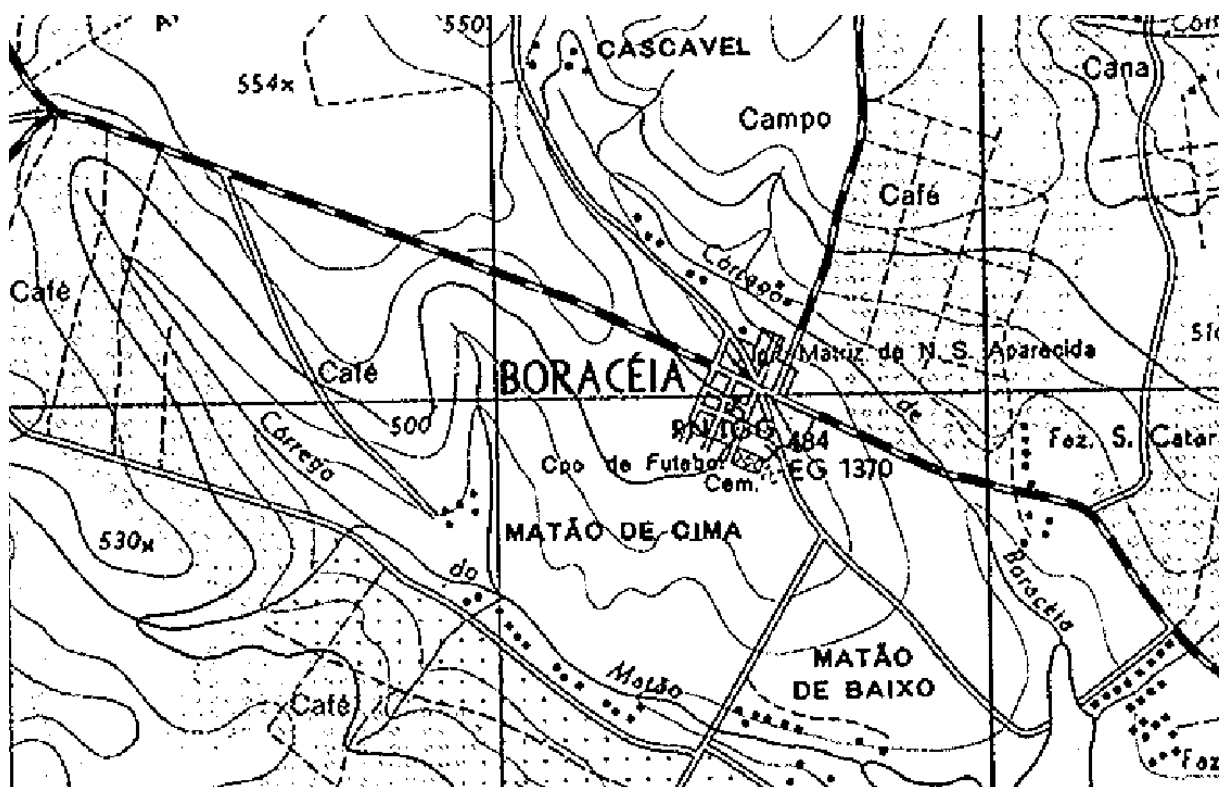 550
CASCAVEL
554x
Cana
Campo
Café
Café
Córrego
Matriz de N. S. Aparecida
Café
BORACÉIA
de
500
484
Faz. S. Catar
Córrego
Cpo de Futebol
Cem.
EG 1370
530x
MATÃO DE CIMA
do
Boracéia
MATÃO
DE BAIXO
Matão
Café
Faz